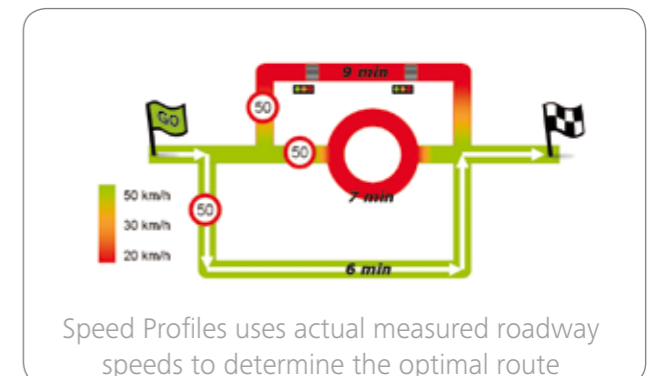 9 min
50
GO
50
7 min
50 km/h
50
30 km/h
20 km/h
6 min
Speed Profiles uses actual measured roadway
speeds to determine the optimal route